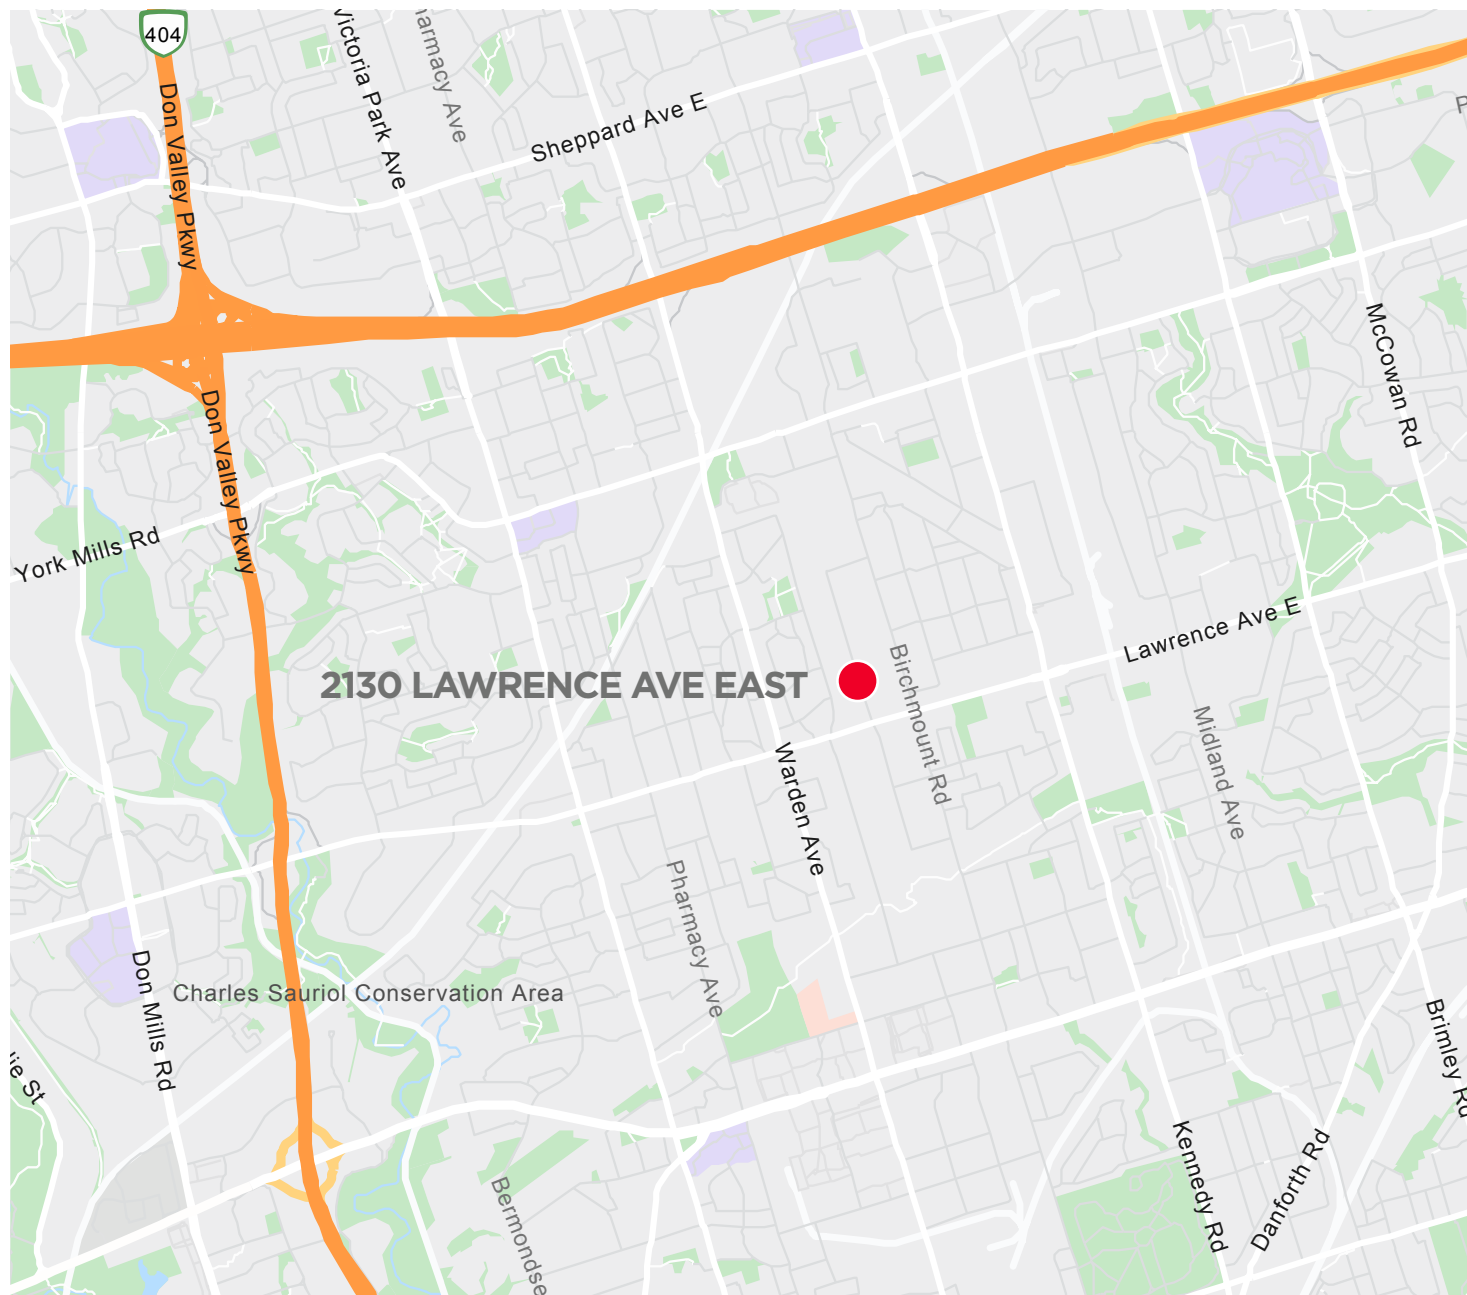 404
Victoria Park Ave
armacy Ave
Don Valley Pkwy
Sheppard Ave E
McCowan Rd
Don Valley Pkwy
York Mills Rd
Lawrence Ave E
2130 LAWRENCE AVE EAST
Birchmount Rd
Midland Ave
Warden Ave
Pharmacy Ave
Don Mills Rd
Charles Sauriol Conservation Area
Brimley Rd
lie St
Kennedy Rd
Danforth Rd
Bermondse